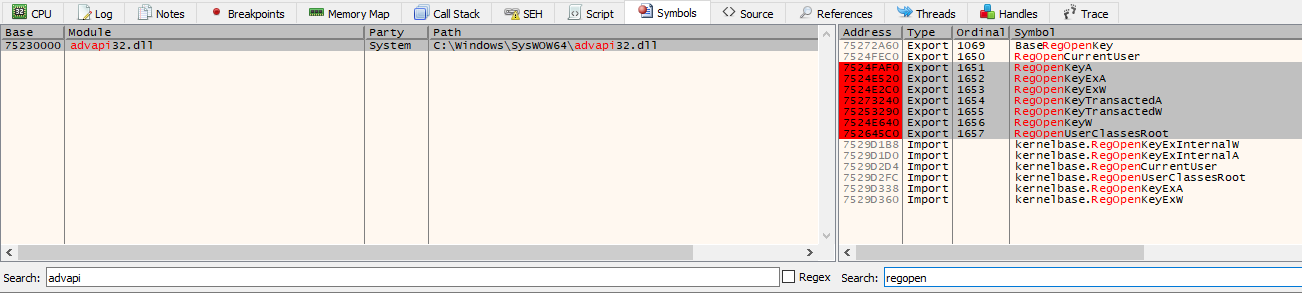 CPU Log Notes Breakpoints Memory Map Call Stack SEH Script Symbols Source References Threads Handles Trace
Base Module Party Path
75230000 advapi32.dll System C:\Windows\SysWOW64\advapi32.dll
Address Type Ordinal Symbol
75272A60 Export 1069 BaseRegOpenKey
7524FEC0 Export 1650 RegOpenCurrentUser
7524FAF0 Export 1651 RegOpenKeyA
7524E520 Export 1652 RegOpenKeyExA
7524E2C0 Export 1653 RegOpenKeyExW
75273240 Export 1654 RegOpenKeyTransactedA
75253290 Export 1655 RegOpenKeyTransactedW
7524E640 Export 1656 RegOpenKeyW
752645C0 Export 1657 RegOpenUserClassesRoot
7529D1B8 Import kernelbase.RegOpenKeyExInternalW
7529D1D0 Import kernelbase.RegOpenKeyExInternalA
7529D2D4 Import kernelbase.RegOpenCurrentUser
7529D2FC Import kernelbase.RegOpenUserClassesRoot
7529D338 Import kernelbase.RegOpenKeyExA
7529D360 Import kernelbase.RegOpenKeyExW
Search: advapi Regex
Search: regopen